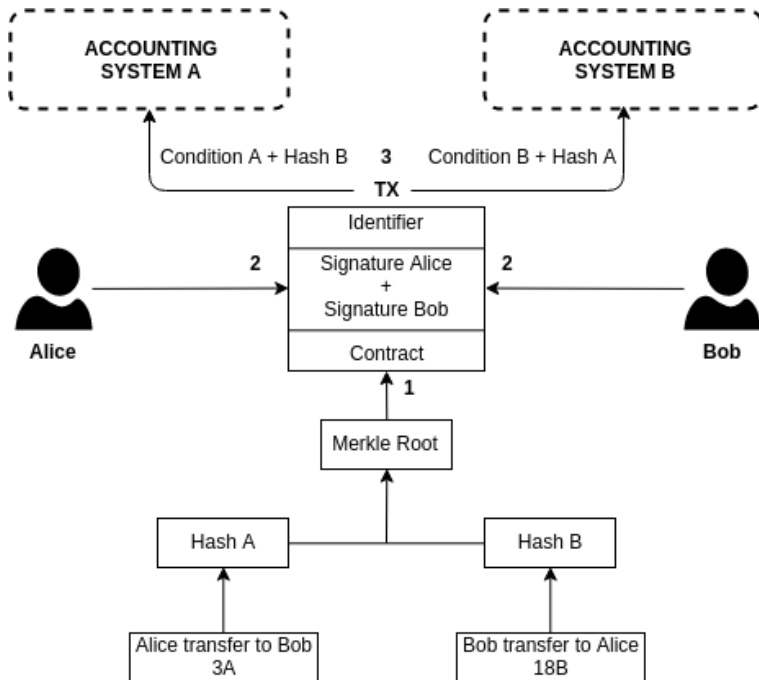 ACCOUNTING
SYSTEM A
ACCOUNTING
SYSTEM B
Condition A + Hash B
3
Condition B + Hash A
TX
Identifier
2
Signature Alice
+
Signature Bob
2
Alice
Contract
Bob
1
Merkle Root
Hash A
Hash B
Alice transfer to Bob
3A
Bob transfer to Alice
18B